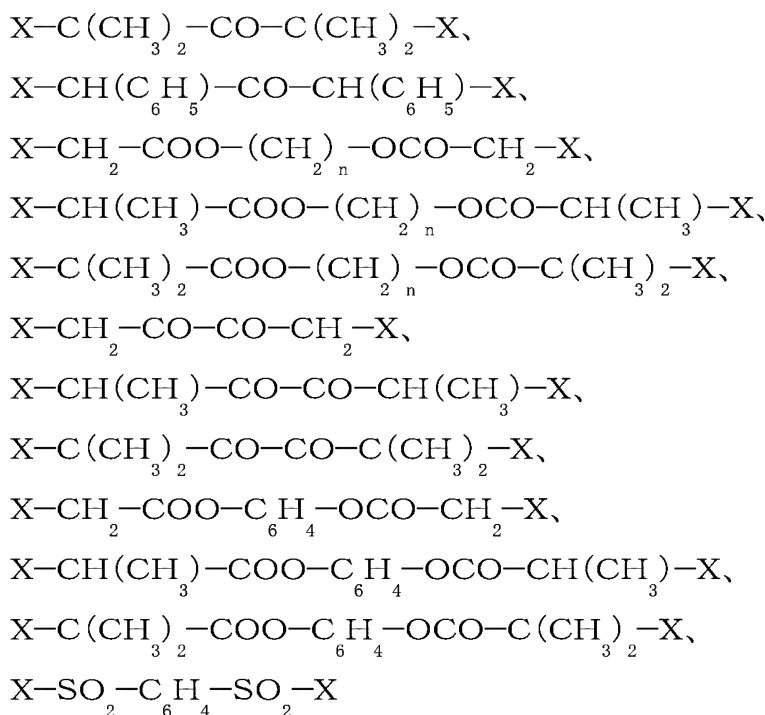 X−C(CH₃)₂−CO−C(CH₃)₂−X、
X−CH(C₆H₅)−CO−CH(C₆H₅)−X、
X−CH₂−COO−(CH₂)ₙ−OCO−CH₂−X、
X−CH(CH₃)−COO−(CH₂)ₙ−OCO−CH(CH₃)−X、
X−C(CH₃)₂−COO−(CH₂)ₙ−OCO−C(CH₃)₂−X、
X−CH₂−CO−CO−CH₂−X、
X−CH(CH₃)−CO−CO−CH(CH₃)−X、
X−C(CH₃)₂−CO−CO−C(CH₃)₂−X、
X−CH₂−COO−C₆H₄−OCO−CH₂−X、
X−CH(CH₃)−COO−C₆H₄−OCO−CH(CH₃)−X、
X−C(CH₃)₂−COO−C₆H₄−OCO−C(CH₃)₂−X、
X−SO₂−C₆H₄−SO₂−X